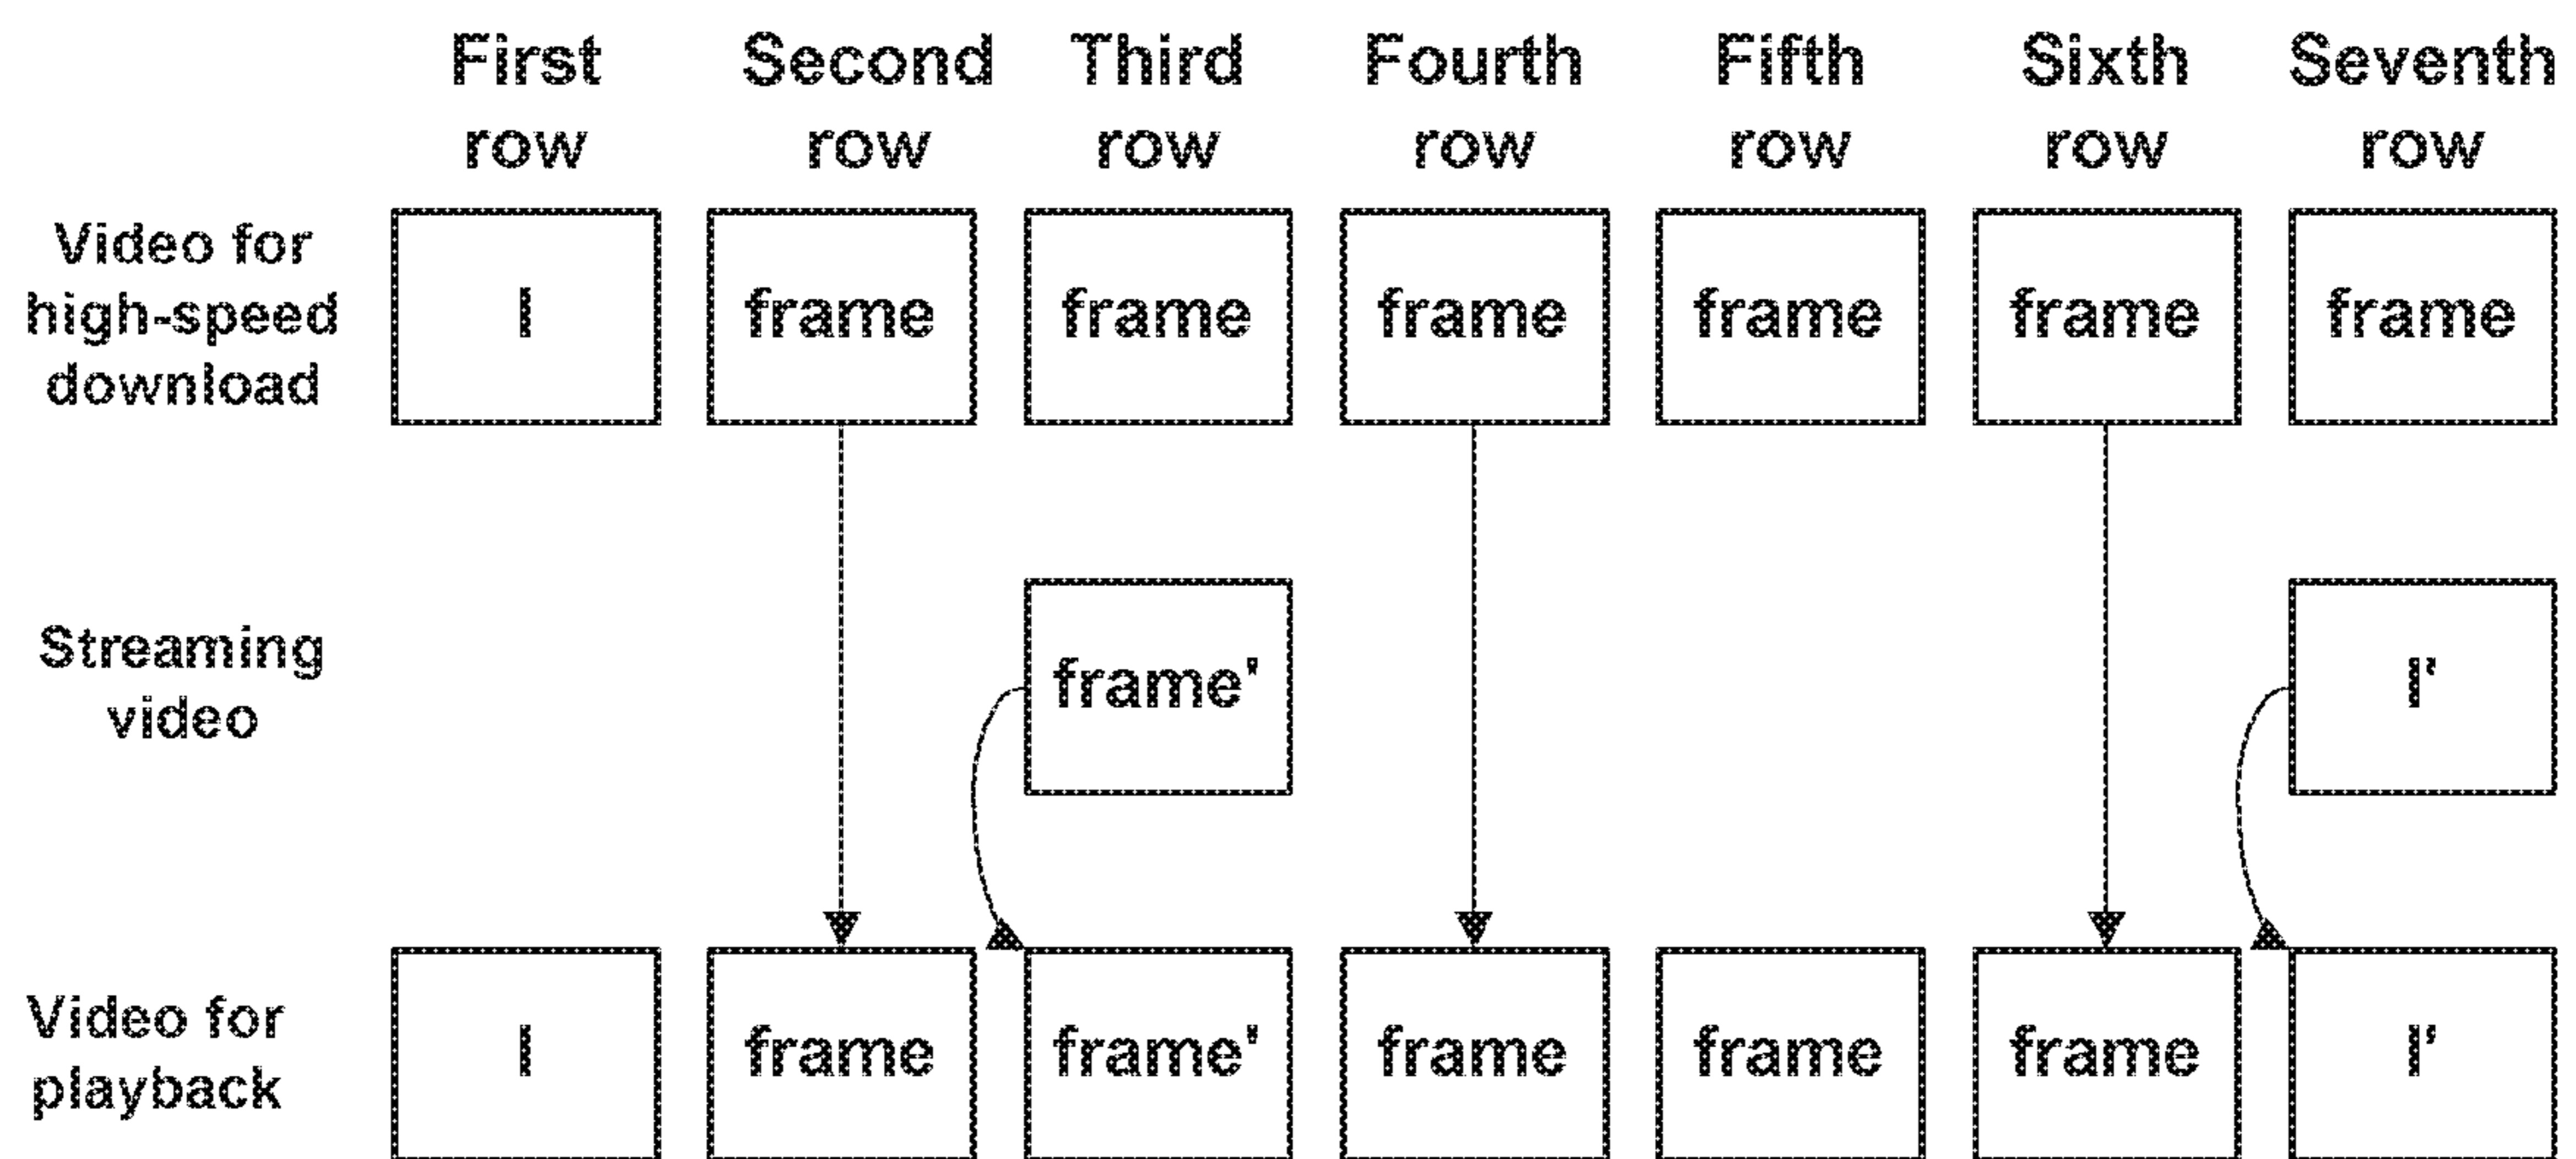 First Second Third Fourth Fifth Sixth Seventh
row row row row row row row
Video for
high-speed
download
I frame frame frame frame frame frame
Streaming
video
frame' I'
Video for
playback
I frame frame' frame frame frame I'